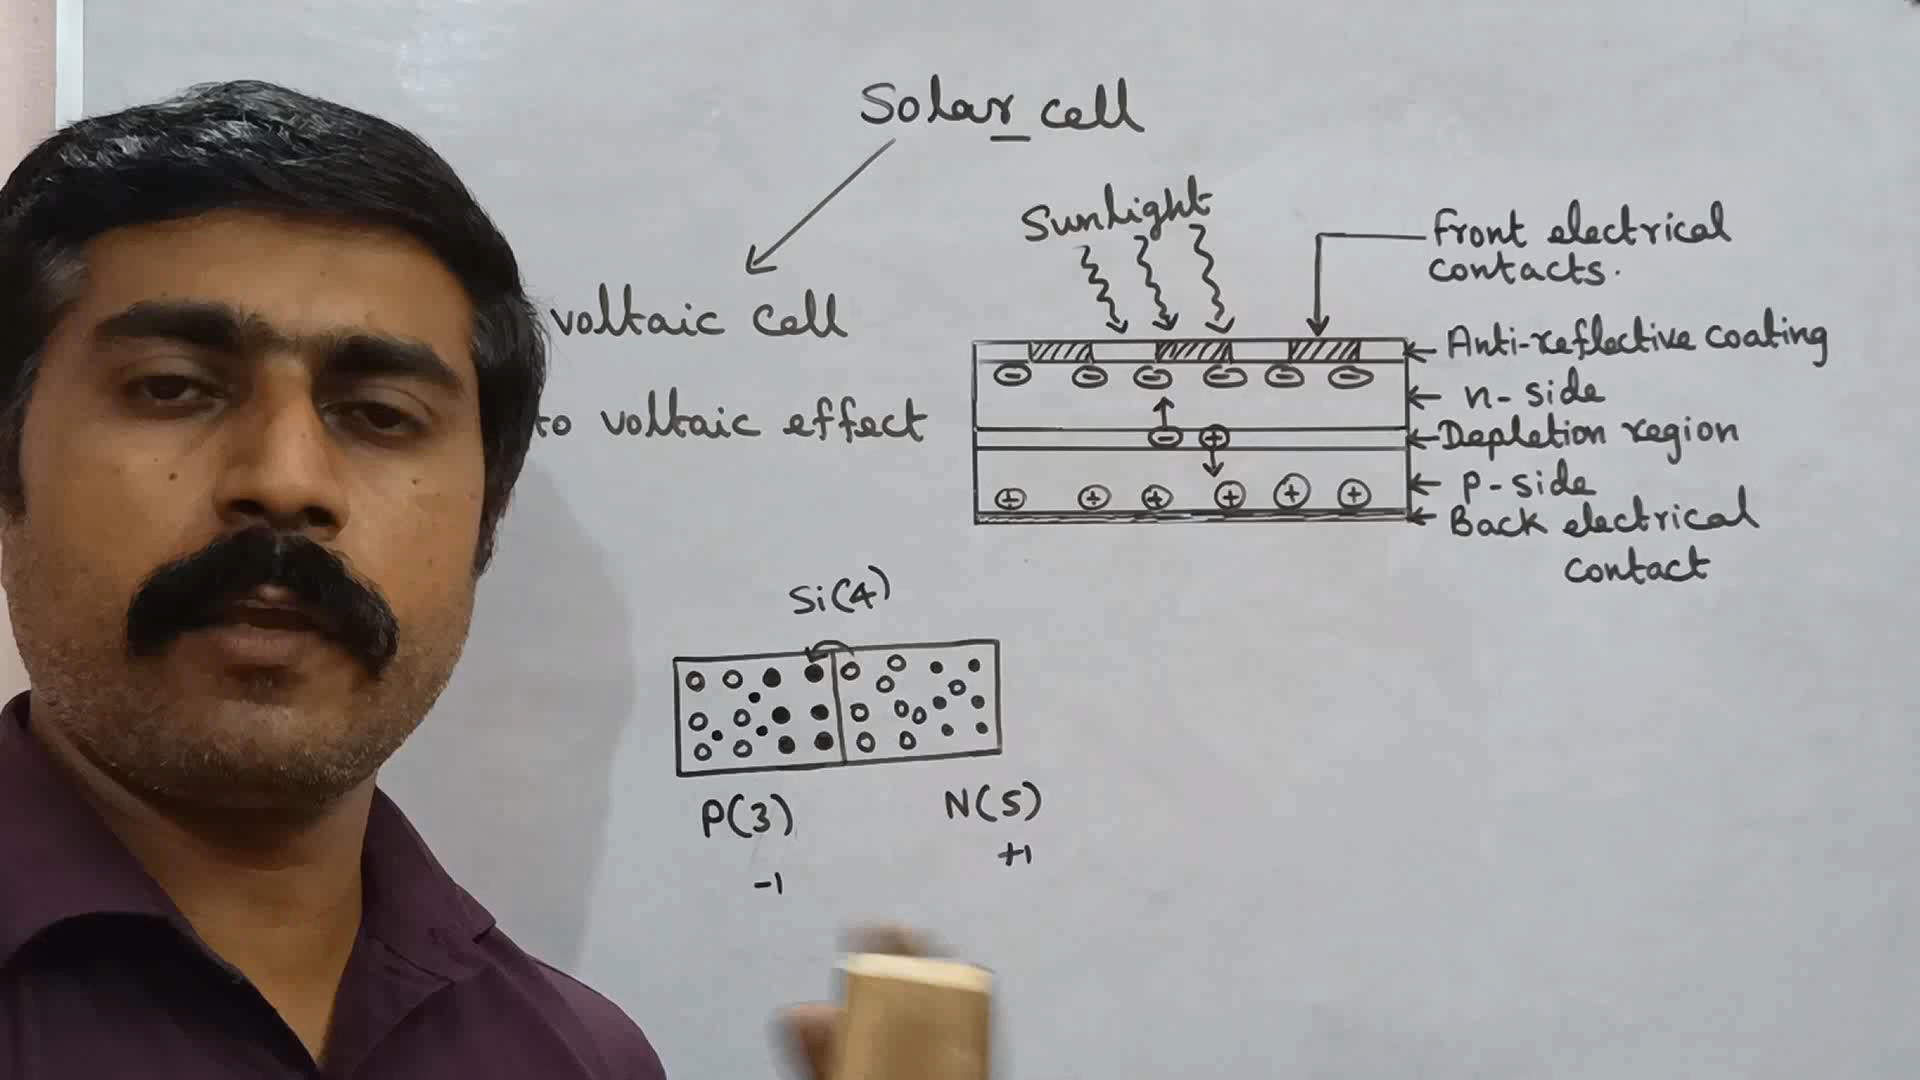 Solar cell
Sunlight
Front electrical
contacts.
voltaic cell
Anti-reflective coating
n-side
to voltaic effect
Depletion region
p-side
Back electrical
contact
Si(4)
P(3)
N(5)
+1
-1